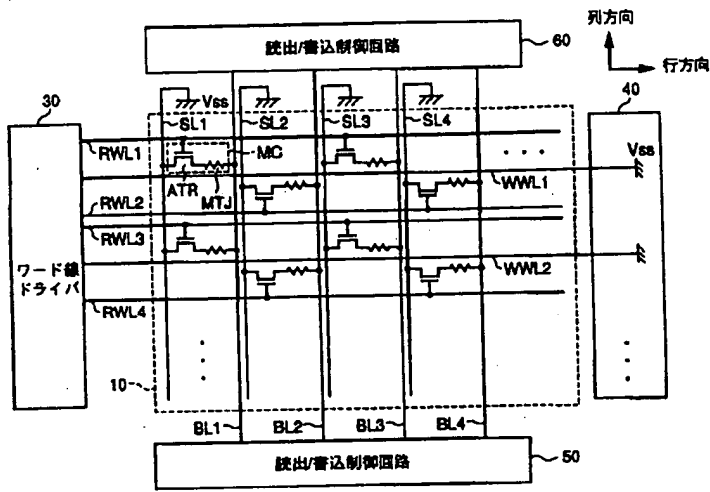 列方向
行方向
読出/書込制御回路
60
30
40
Vss
SL1
SL2
SL3
SL4
Vss
RWL1
MC
ATR
MTJ
WWL1
RWL2
RWL3
ワード線
ドライバ
WWL2
RWL4
10
BL1
BL2
BL3
BL4
読出/書込制御回路
50